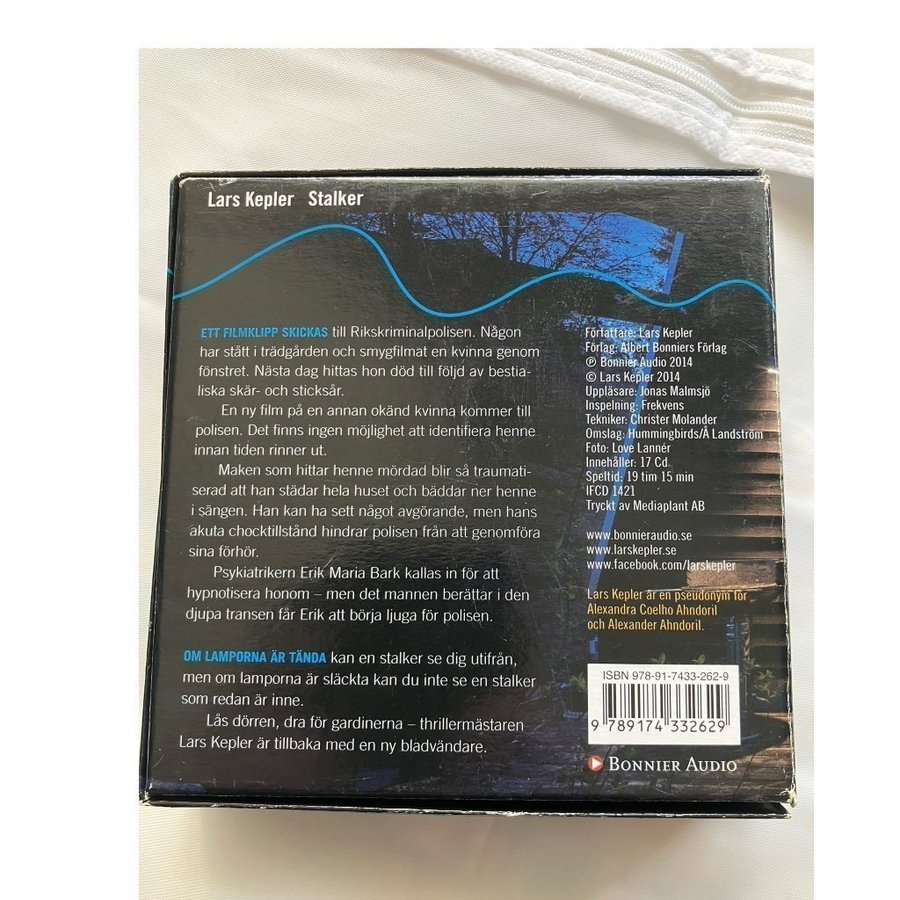 Lars Kepler Stalker
ETT FILMKLIPP SKICKAS till Rikskriminalpolisen. Någon
har stått i trädgården och smygfilmat en kvinna genom
fönstret. Nästa dag hittas hon död till följd av bestia-
liska skär- och sticksår.
En ny film på en annan okänd kvinna kommer till
polisen. Det finns ingen möjlighet att identifiera henne
innan tiden rinner ut.
Maken som hittar henne mördad blir så traumati-
serad att han städar hela huset och bäddar ner henne
i sängen. Han kan ha sett något avgörande, men hans
akuta chocktillstånd hindrar polisen från att genomföra
sina förhör.
Psykiatrikern Erik Maria Bark kallas in för att
hypnotisera honom – men det mannen berättar i den
djupa transen får Erik att börja ljuga för polisen.
OM LAMPORNA ÄR TÄNDA kan en stalker se dig utifrån,
men om lamporna är släckta kan du inte se en stalker
som redan är inne.
Lås dörren, dra för gardinerna – thrillermästaren
Lars Kepler är tillbaka med en ny bladvändare.
Författare: Lars Kepler
Förlag: Albert Bonniers Förlag
℗ Bonnier Audio 2014
© Lars Kepler 2014
Uppläsare: Jonas Malmsjö
Inspelning: Frekvens
Tekniker: Christer Molander
Omslag: Hummingbirds/Å Landström
Foto: Love Lannér
Innehåller: 17 Cd.
Speltid: 19 tim 15 min
IFCD 1421
Tryckt av Mediaplant AB
www.bonnieraudio.se
www.larskepler.se
www.facebook.com/larskepler
Lars Kepler är en pseudonym för
Alexandra Coelho Ahndoril
och Alexander Ahndoril.
ISBN 978-91-7433-262-9
9 789174 332629
BONNIER AUDIO